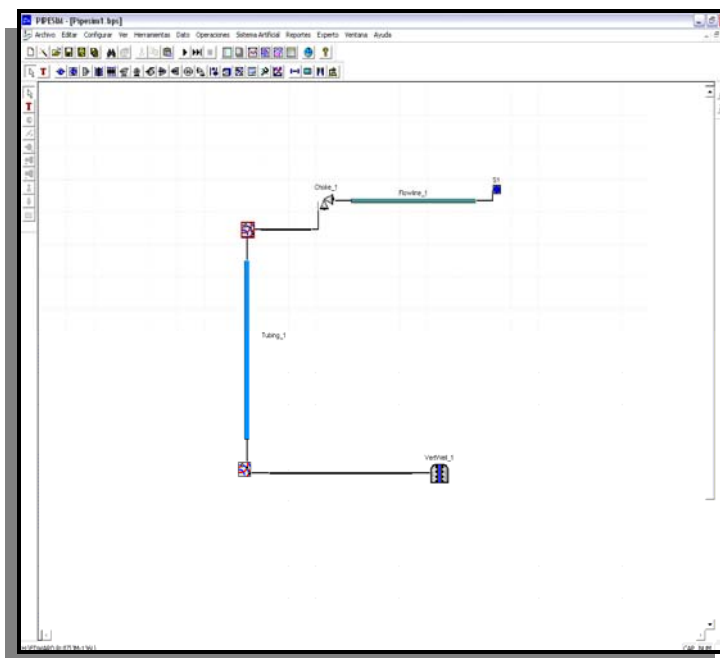 PIPESIM - [Pipesim1.bps]
Archivo Editar Configurar Ver Herramientas Dato Operaciones Sistema Artificial Reportes Experto Ventana Ayuda
T
T
S1
Choke_1
Flowline_1
Tubing_1
VertWell_1